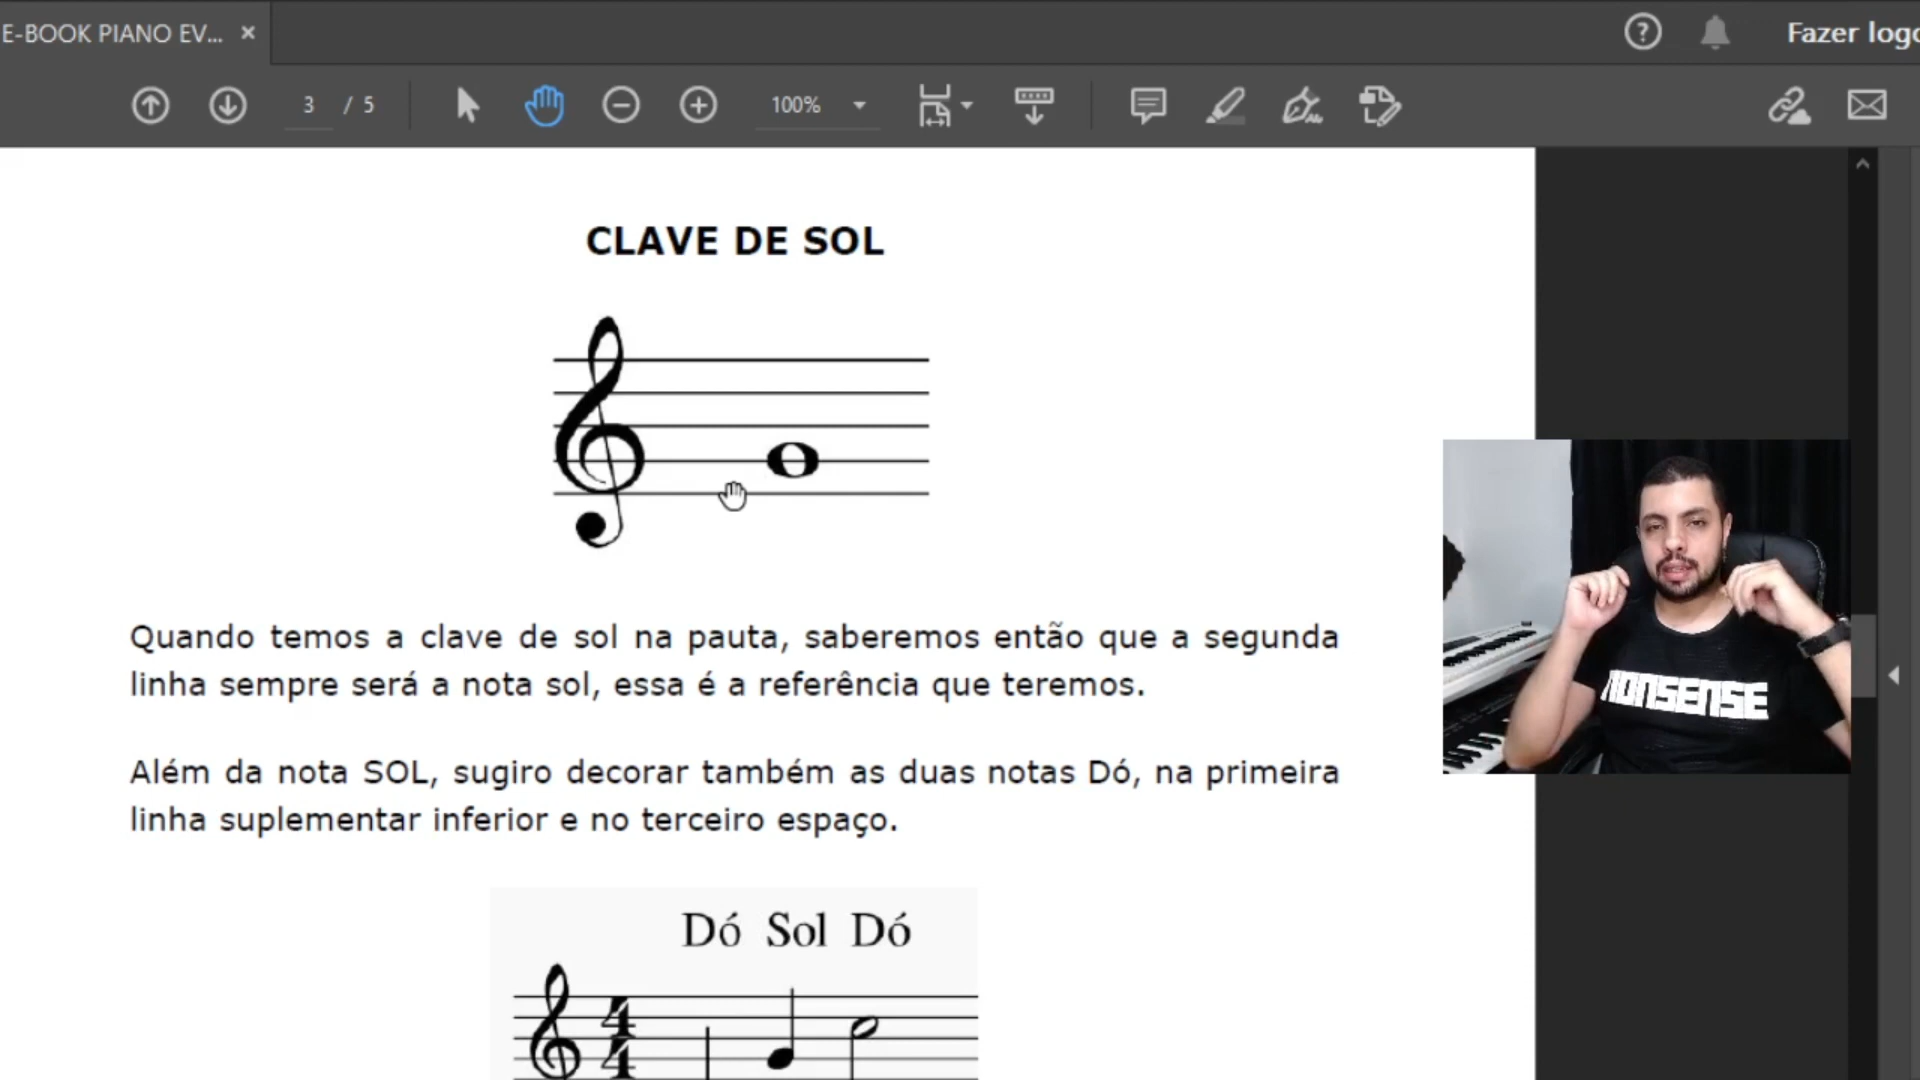 E-BOOK PIANO EV...
Fazer logo
3 / 5
100%
CLAVE DE SOL
Quando temos a clave de sol na pauta, saberemos então que a segunda
linha sempre será a nota sol, essa é a referência que teremos.
Além da nota SOL, sugiro decorar também as duas notas Dó, na primeira
linha suplementar inferior e no terceiro espaço.
NONSENSE
Dó Sol Dó
4
4